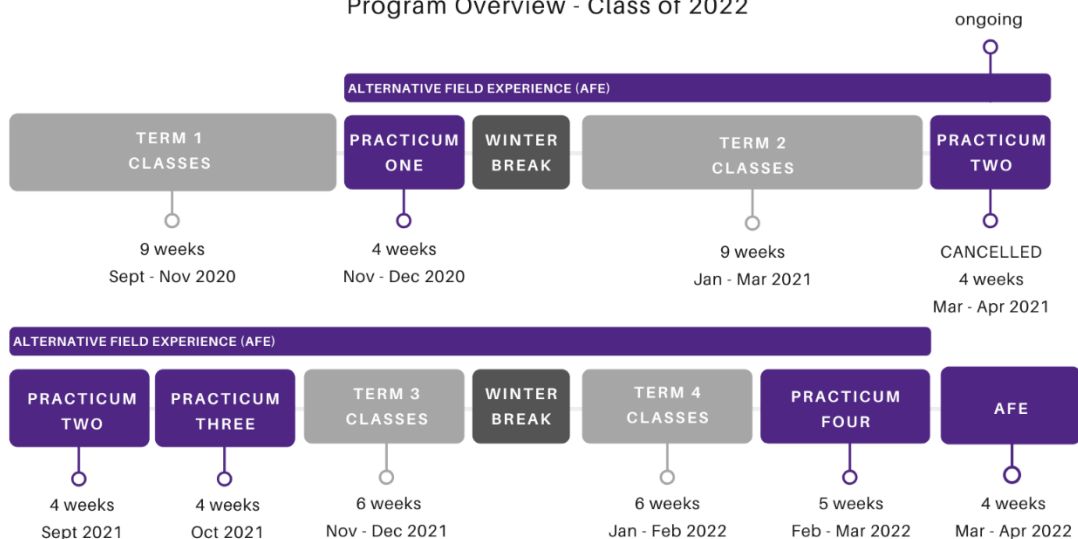 Program Overview - Class of 2022
ongoing
ALTERNATIVE FIELD EXPERIENCE (AFE)
TERM 1
CLASSES
PRACTICUM
ONE
WINTER
BREAK
TERM 2
CLASSES
PRACTICUM
TWO
9 weeks
Sept - Nov 2020
4 weeks
Nov - Dec 2020
9 weeks
Jan - Mar 2021
CANCELLED
4 weeks
Mar - Apr 2021
ALTERNATIVE FIELD EXPERIENCE (AFE)
PRACTICUM
TWO
PRACTICUM
THREE
TERM 3
CLASSES
WINTER
BREAK
TERM 4
CLASSES
PRACTICUM
FOUR
AFE
4 weeks
Sept 2021
4 weeks
Oct 2021
6 weeks
Nov - Dec 2021
6 weeks
Jan - Feb 2022
5 weeks
Feb - Mar 2022
4 weeks
Mar - Apr 2022